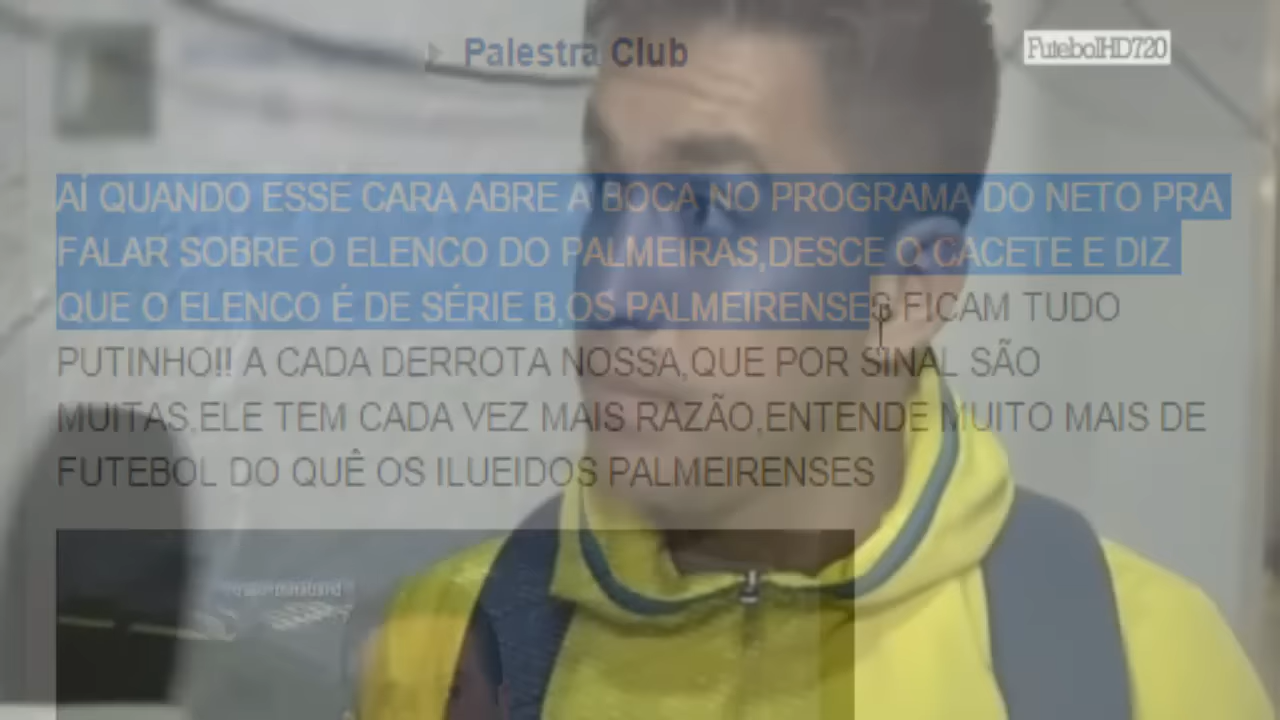 Palestra Club
FutebolHD720
AÍ QUANDO ESSE CARA ABRE A BOCA NO PROGRAMA DO NETO PRA
FALAR SOBRE O ELENCO DO PALMEIRAS,DESCE O CACETE E DIZ
QUE O ELENCO É DE SÉRIE B,OS PALMEIRENSES FICAM TUDO
PUTINHO!! A CADA DERROTA NOSSA,QUE POR SINAL SÃO
MUITAS,ELE TEM CADA VEZ MAIS RAZÃO,ENTENDE MUITO MAIS DE
FUTEBOL DO QUÊ OS ILUEIDOS PALMEIRENSES